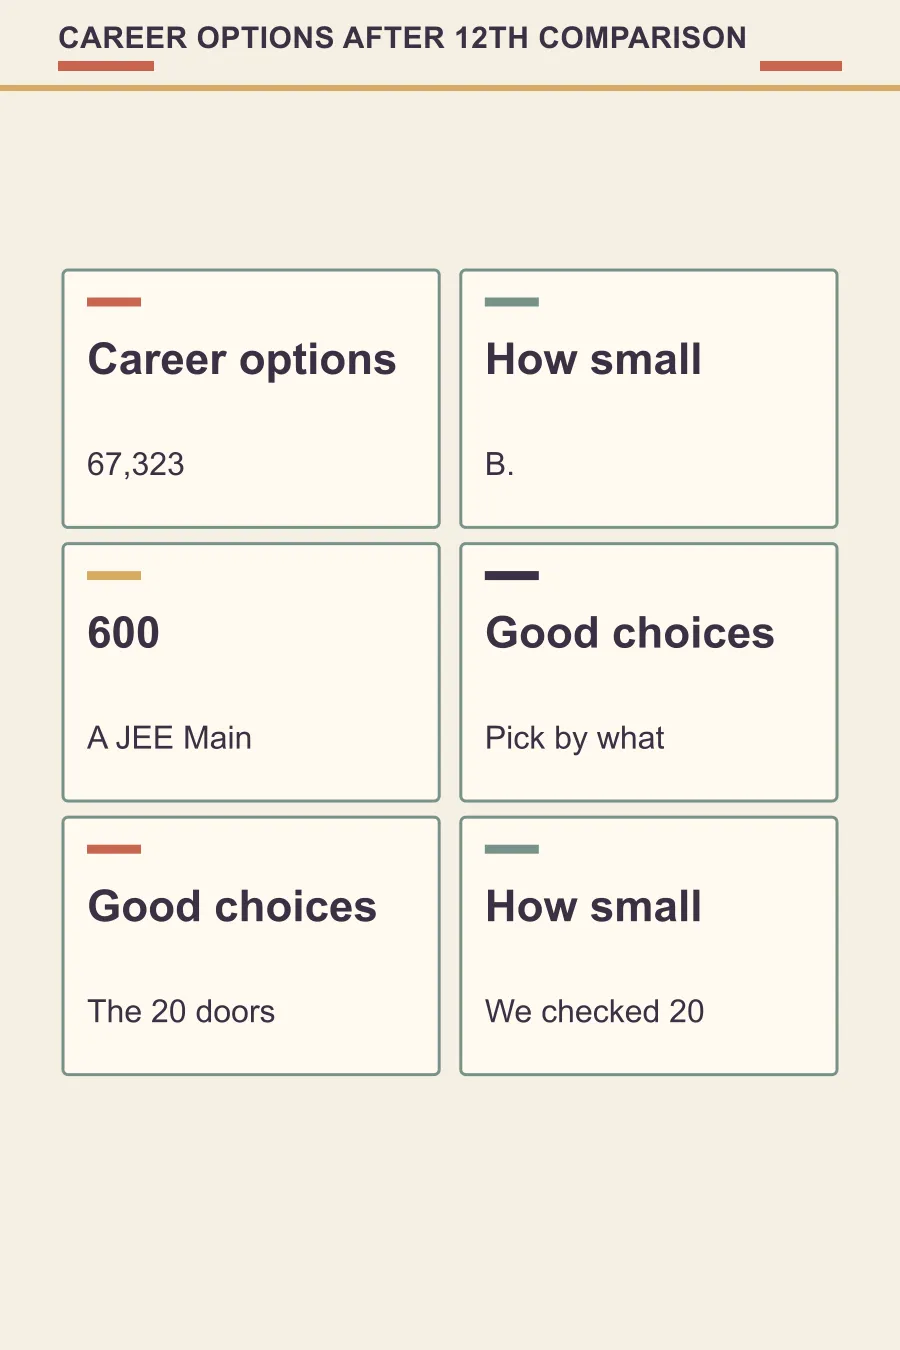 CAREER OPTIONS AFTER 12TH COMPARISON
Career options
67,323
How small
B.
600
A JEE Main
Good choices
Pick by what
Good choices
The 20 doors
How small
We checked 20